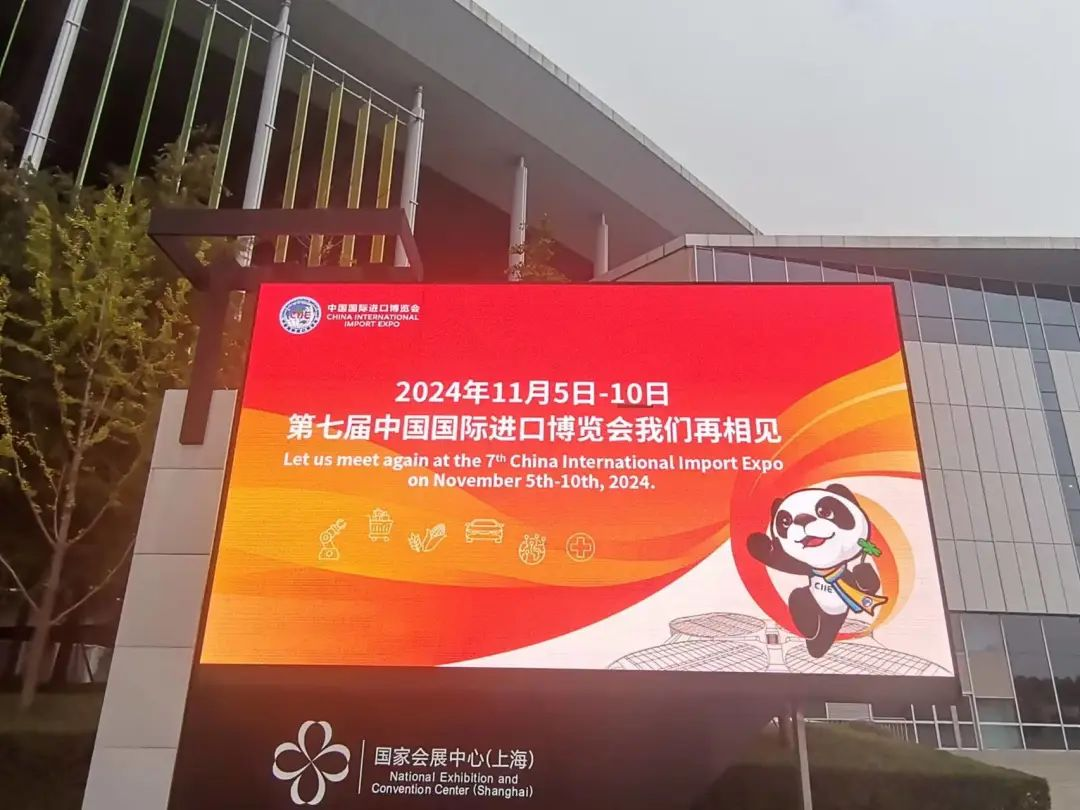 CIIE
中国国际进口博览会
CHINA INTERNATIONAL
IMPORT EXPO
2024年11月5日-10日
第七届中国国际进口博览会我们再相见
Let us meet again at the 7th China International Import Expo
on November 5th-10th, 2024.
CIIE
国家会展中心(上海)
National Exhibition and
Convention Center (Shanghai)